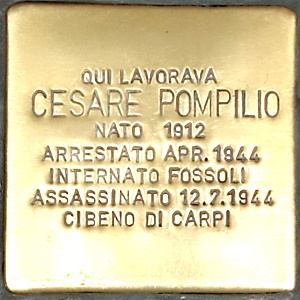 QUI LAVORAVA
CESARE POMPILIO
NATO 1912
ARRESTATO APR. 1944
INTERNATO FOSSOLI
ASSASSINATO 12.7.1944
CIBENO DI CARPI